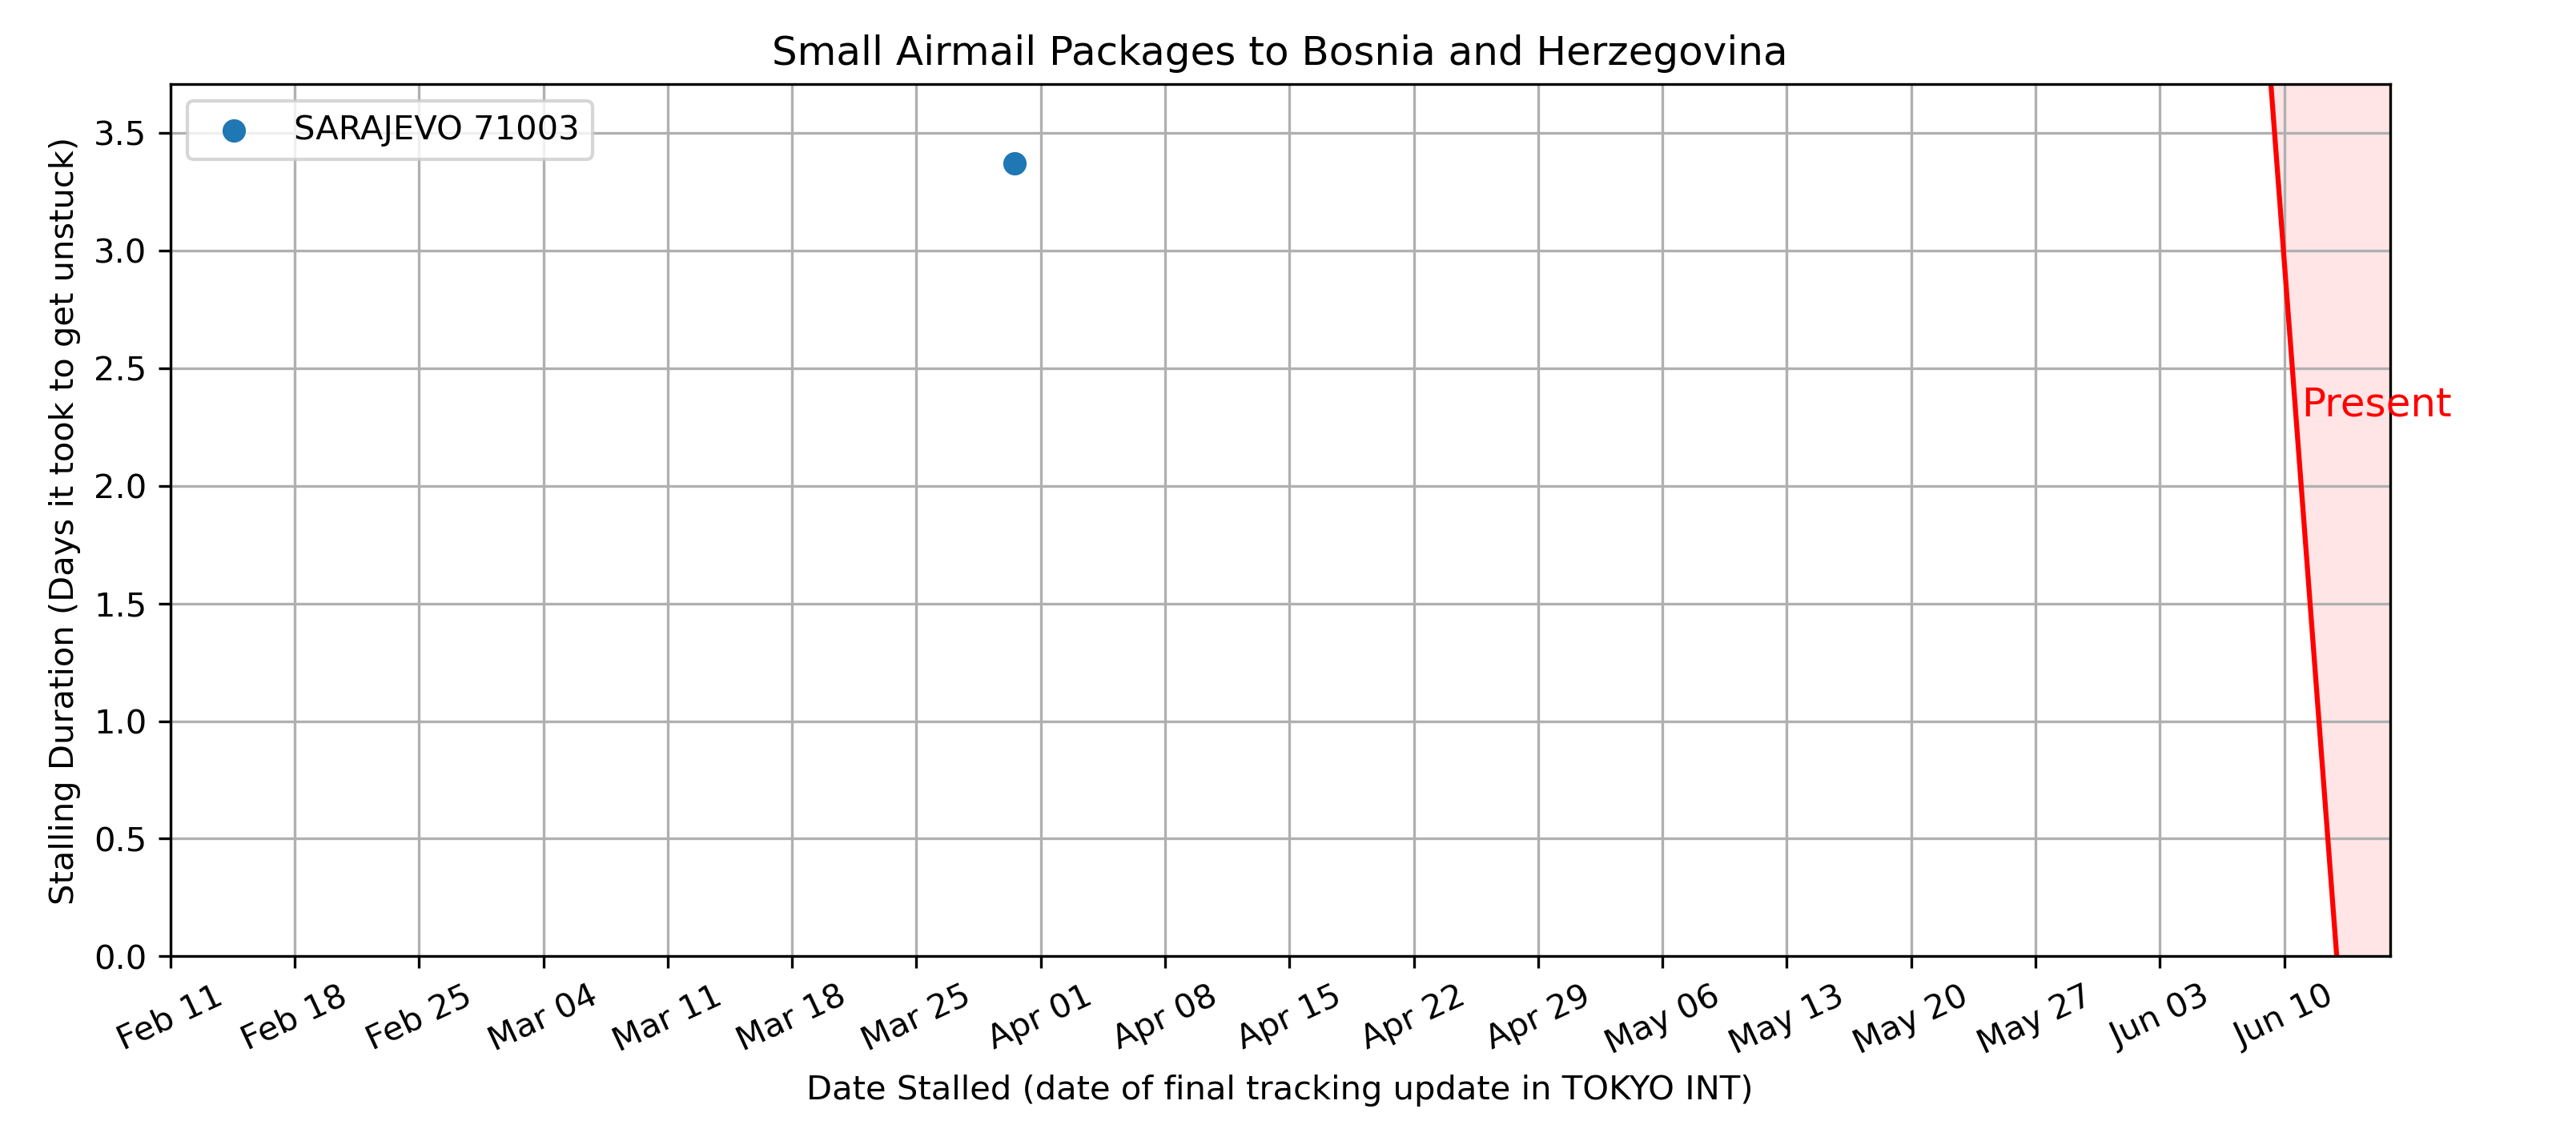 Small Airmail Packages to Bosnia and Herzegovina
SARAJEVO 71003
Stalling Duration (Days it took to get unstuck)
3.5
3.0
2.5
2.0
1.5
1.0
0.5
0.0
Present
Feb 11 Feb 18 Feb 25 Mar 04 Mar 11 Mar 18 Mar 25 Apr 01 Apr 08 Apr 15 Apr 22 Apr 29 May 06 May 13 May 20 May 27 Jun 03 Jun 10
Date Stalled (date of final tracking update in TOKYO INT)